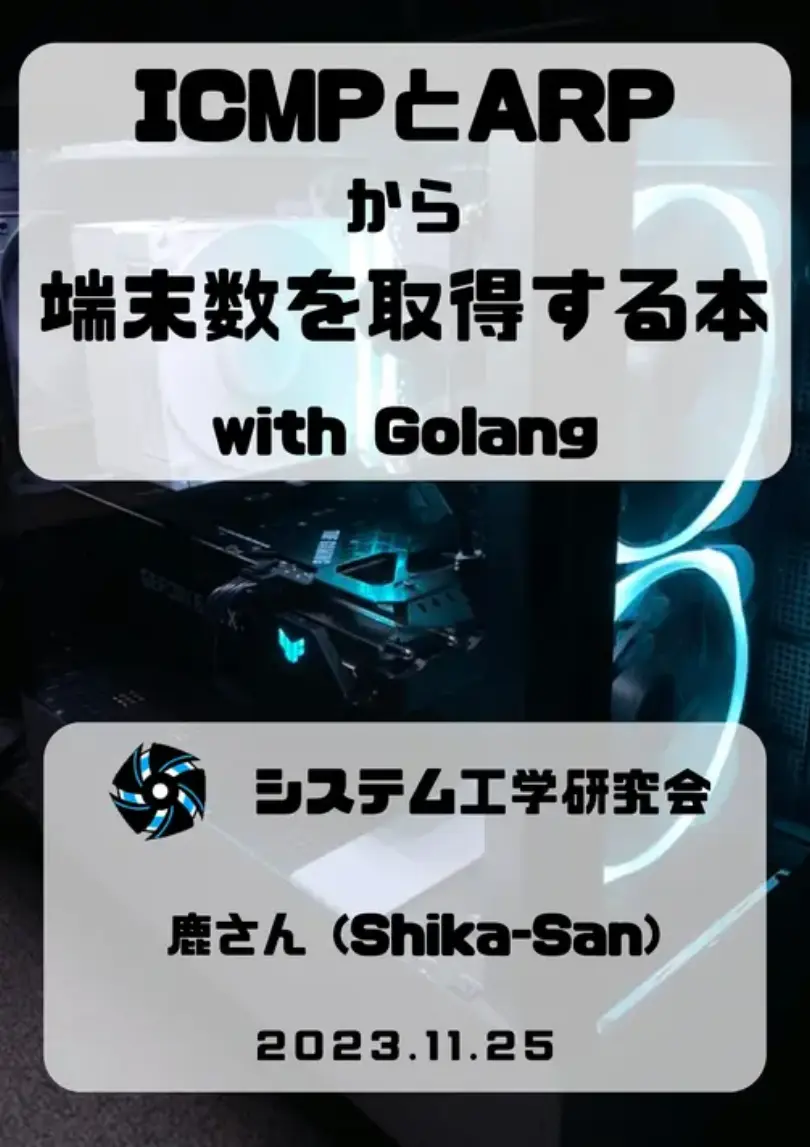 ICMPとARP
から
端末数を取得する本
with Golang
システム工学研究会
鹿さん（Shika-San）
2023.11.25